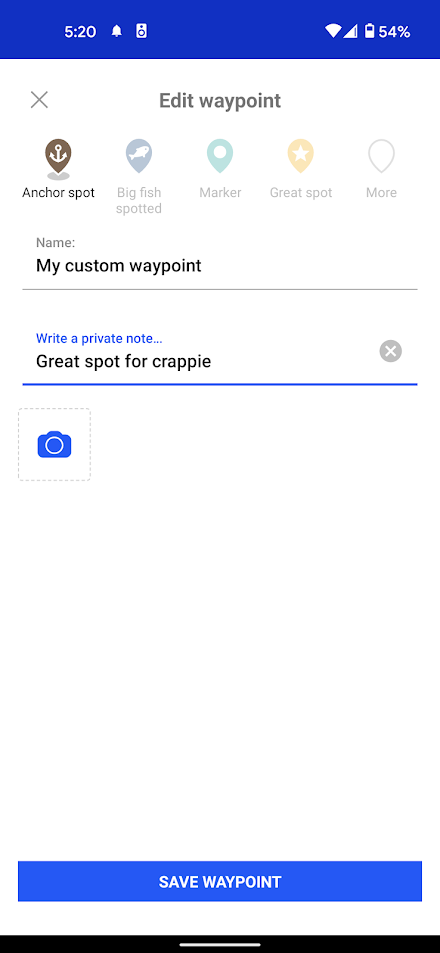 5:20 54%
Edit waypoint
Anchor spot Big fish spotted Marker Great spot More
Name:
My custom waypoint
Write a private note...
Great spot for crappie
SAVE WAYPOINT